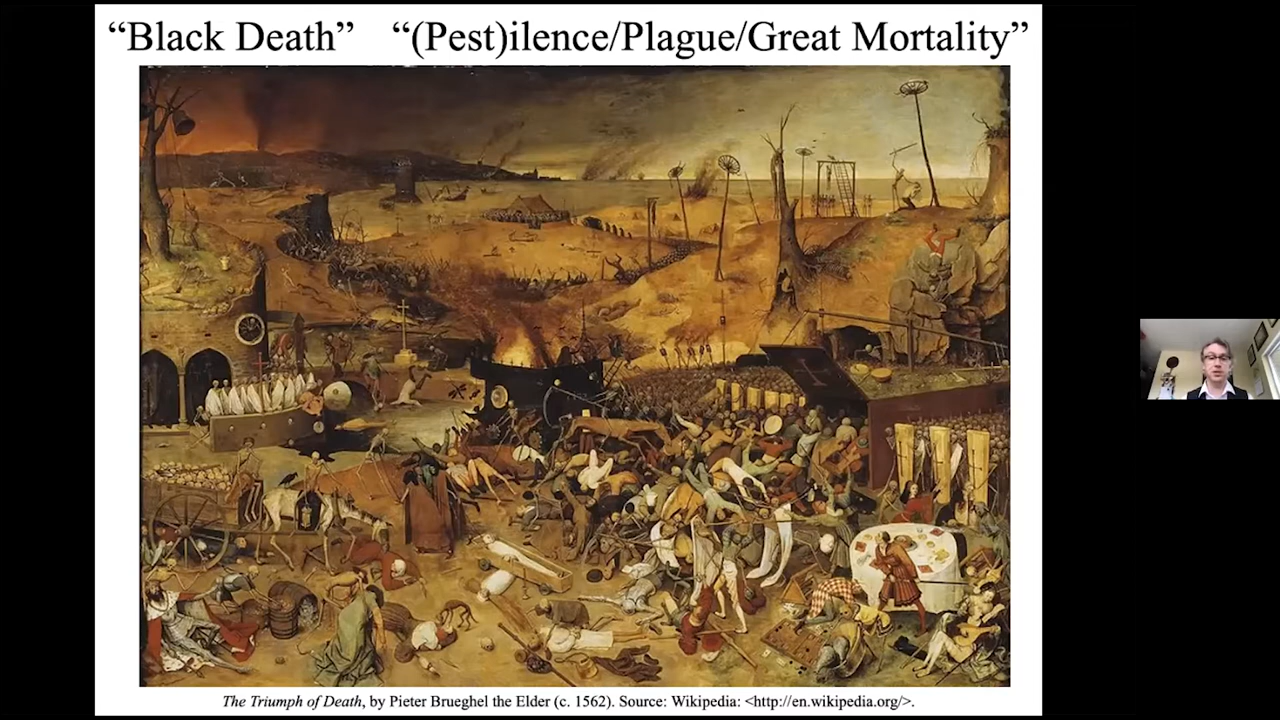 “Black Death” “(Pest)ilence/Plague/Great Mortality”
The Triumph of Death, by Pieter Brueghel the Elder (c. 1562). Source: Wikipedia: <http://en.wikipedia.org/>.